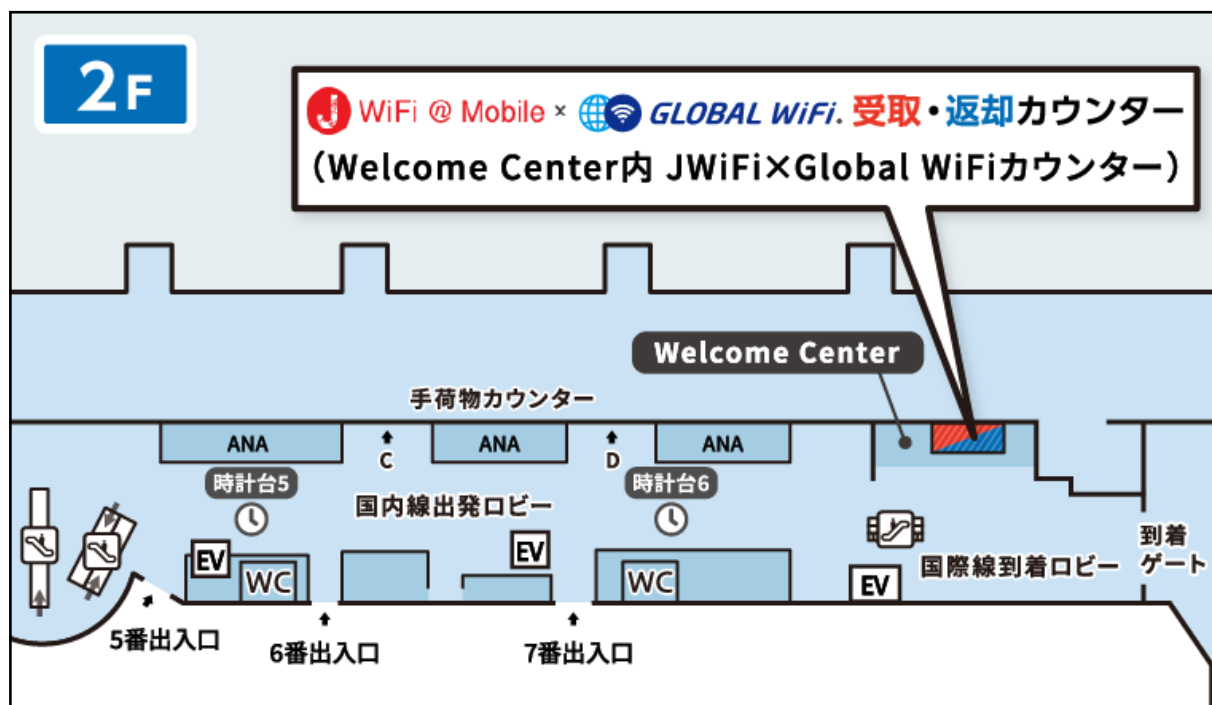 2F
J WiFi @ Mobile × GLOBAL WiFi. 受取・返却カウンター
(Welcome Center内 JWiFi×Global WiFiカウンター)
Welcome Center
手荷物カウンター
ANA
C
ANA
D
ANA
時計台5
国内線出発ロビー
時計台6
EV
WC
EV
WC
EV
国際線到着ロビー
到着
ゲート
5番出入口
6番出入口
7番出入口